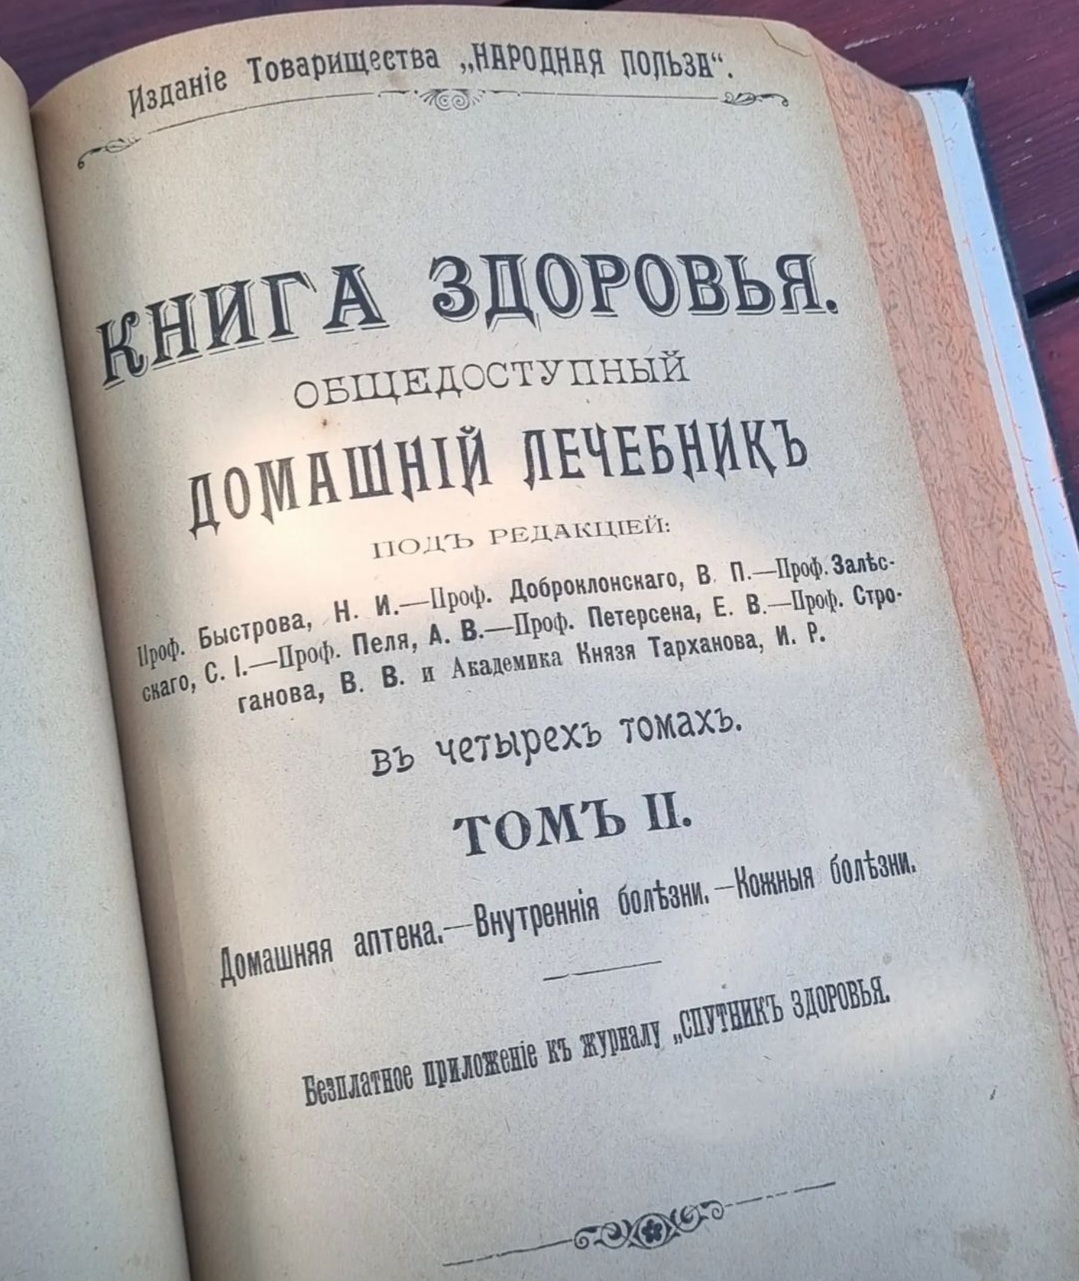 Изданіе Товарищества „НАРОДНАЯ ПОЛЬЗА“.
КНИГА ЗДОРОВЬЯ.
ОБЩЕДОСТУПНЫЙ
ДОМАШНІЙ ЛЕЧЕБНИКЪ
ПОДЪ РЕДАКЦІЕЙ:
Проф. Быстрова, Н. И.—Проф. Доброклонскаго, В. П.—Проф. Залѣс-
скаго, С. І.—Проф. Пеля, А. В.—Проф. Петерсена, Е. В.—Проф. Стро-
ганова, В. В. и Академика Князя Тарханова, И. Р.
въ четырехъ томахъ.
ТОМЪ II.
Домашняя аптека.—Внутреннія болѣзни.—Кожныя болѣзни.
Безплатное приложеніе къ журналу „СПУТНИКЪ ЗДОРОВЬЯ.